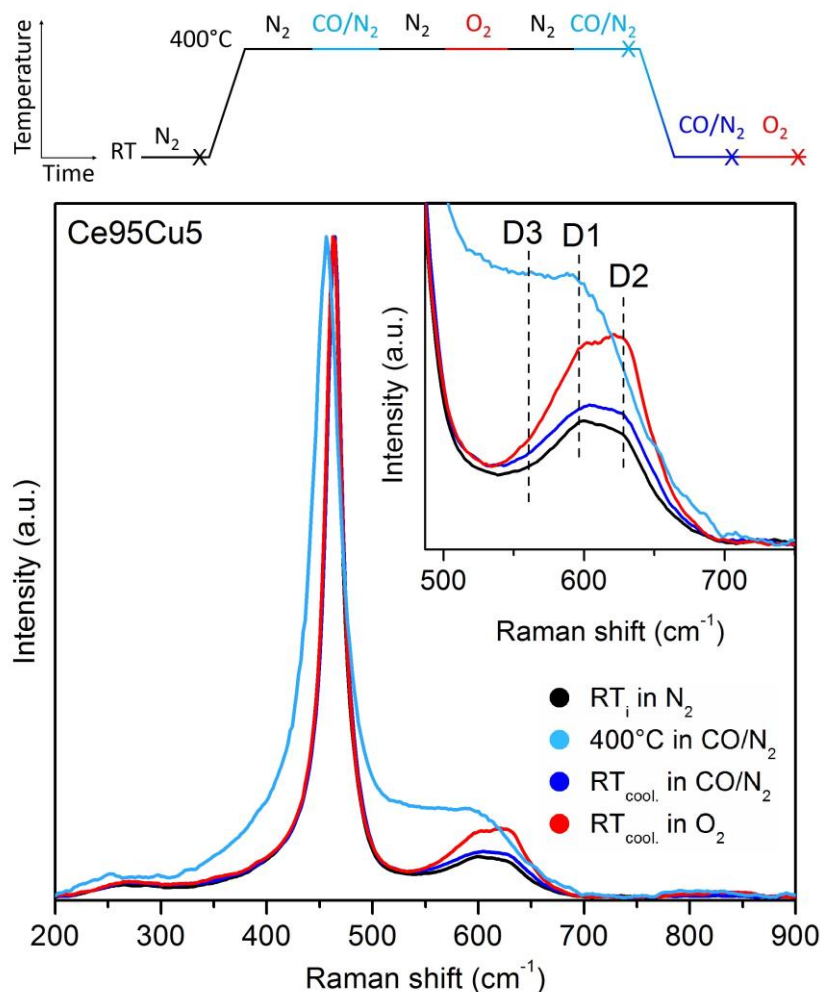 N₂ CO/N₂ N₂ O₂ N₂ CO/N₂
400°C
Temperature
RT N₂ CO/N₂ O₂
Time
Ce95Cu5
D3 D1 D2
Intensity (a.u.)
500 600 700
Raman shift (cm⁻¹)
Intensity (a.u.)
RTᵢ in N₂
400°C in CO/N₂
RTcool. in CO/N₂
RTcool. in O₂
200 300 400 500 600 700 800 900
Raman shift (cm⁻¹)